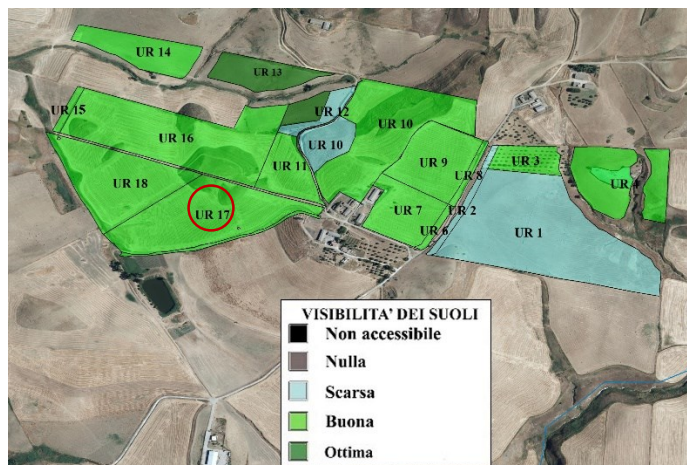 UR 14
UR 13
UR 15
UR 12
UR 10
UR 16
UR 10
UR 9
UR 3
UR 11
UR 8
UR 4
UR 18
UR 17
UR 7
UR 2
UR 6
UR 1
VISIBILITA' DEI SUOLI
Non accessibile
Nulla
Scarsa
Buona
Ottima